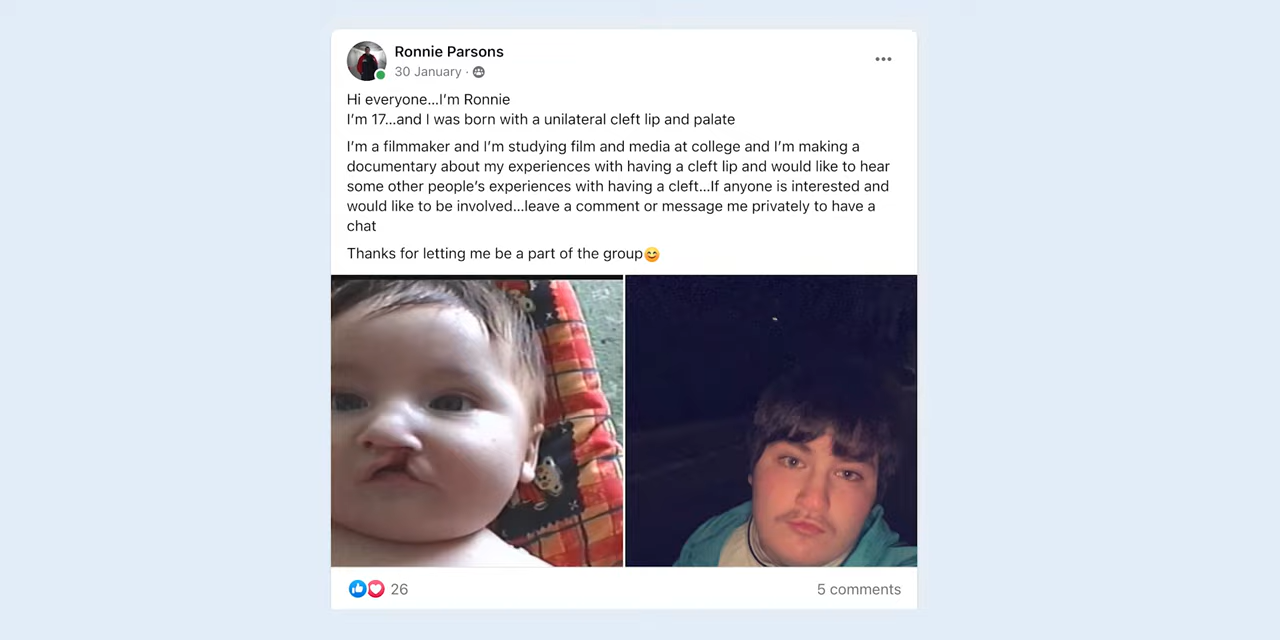 Ronnie Parsons
30 January ·
Hi everyone...I'm Ronnie
I'm 17...and I was born with a unilateral cleft lip and palate
I'm a filmmaker and I'm studying film and media at college and I'm making a
documentary about my experiences with having a cleft lip and would like to hear
some other people's experiences with having a cleft...If anyone is interested and
would like to be involved...leave a comment or message me privately to have a
chat
Thanks for letting me be a part of the group😊
26
5 comments